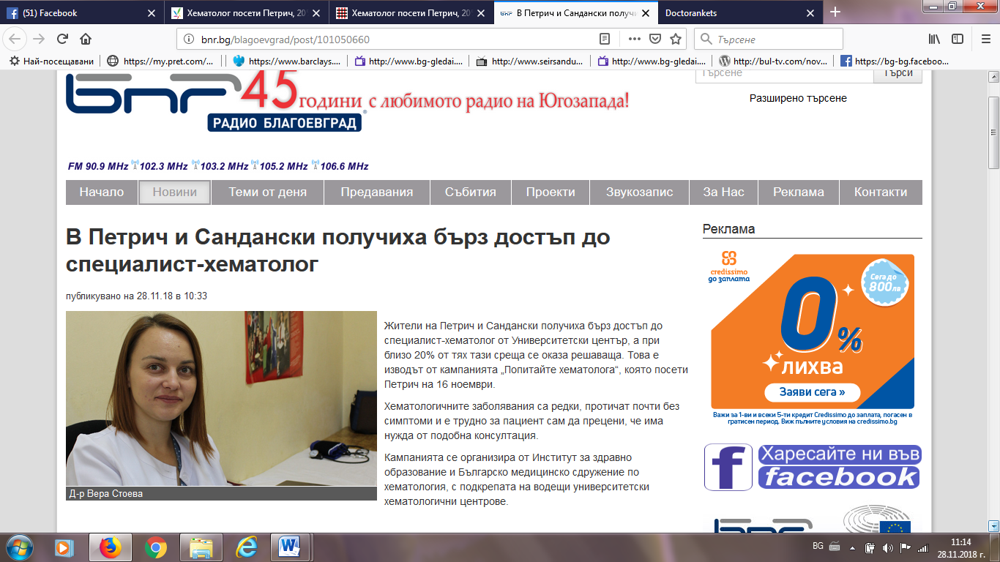 (51) Facebook
Хематолог посети Петрич, 20
Хематолог посети Петрич, 20
В Петрич и Сандански получи
Doctorankets
bnr.bg/blagoevgrad/post/101050660
Търсене
Най-посещавани
https://my.pret.com/...
https://www.barclays....
http://www.bg-gledai....
http://www.seirsandu...
http://www.bg-gledai....
http://bul-tv.com/nov...
https://bg-bg.faceboo...
bnr
45 години с любимото радио на Югозапада!
РАДИО БЛАГОЕВГРАД
Търсене
Търси
Разширено търсене
FM 90.9 MHz 102.3 MHz 103.2 MHz 105.2 MHz 106.6 MHz
Начало Новини Теми от деня Предавания Събития Проекти Звукозапис За Нас Реклама Контакти
В Петрич и Сандански получиха бърз достъп до
специалист-хематолог
публикувано на 28.11.18 в 10:33
Д-р Вера Стоева
Жители на Петрич и Сандански получиха бърз достъп до
специалист-хематолог от Университетски център, а при
близо 20% от тях тази среща се оказа решаваща. Това е
изводът от кампанията „Попитайте хематолога“, която посети
Петрич на 16 ноември.
Хематологичните заболявания са редки, протичат почти без
симптоми и е трудно за пациент сам да прецени, че има
нужда от подобна консултация.
Кампанията се организира от Институт за здравно
образование и Българско медицинско сдружение по
хематология, с подкрепата на водещи университетски
хематологични центрове.
Реклама
credissimo
до заплата
Сега до
800лв
0%
лихва
Заяви сега »
Важи за 1-ви и всеки 5-ти кредит Credissimo до заплата, погасен в
гратисен период. Виж пълните условия на credissimo.bg
f
Харесайте ни във
facebook
bnr
BG
11:14
28.11.2018 г.